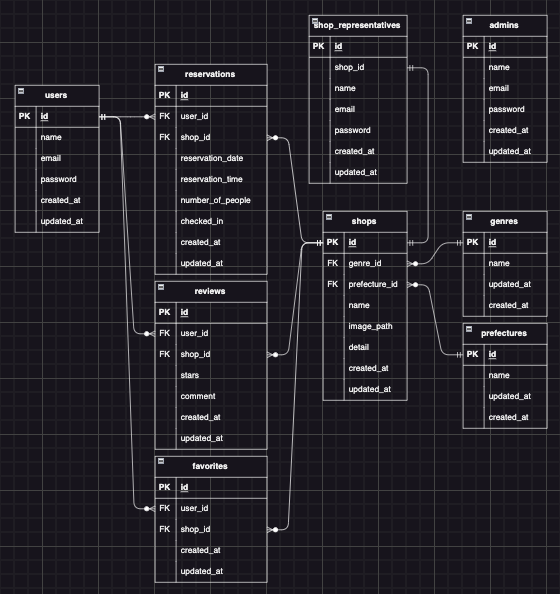 users
PK id
name
email
password
created_at
updated_at
reservations
PK id
FK user_id
FK shop_id
reservation_date
reservation_time
number_of_people
checked_in
created_at
updated_at
reviews
PK id
FK user_id
FK shop_id
stars
comment
created_at
updated_at
favorites
PK id
FK user_id
FK shop_id
created_at
updated_at
shop_representatives
PK id
shop_id
name
email
password
created_at
updated_at
shops
PK id
FK genre_id
FK prefecture_id
name
image_path
detail
created_at
updated_at
admins
PK id
name
email
password
created_at
updated_at
genres
PK id
name
updated_at
created_at
prefectures
PK id
name
updated_at
created_at